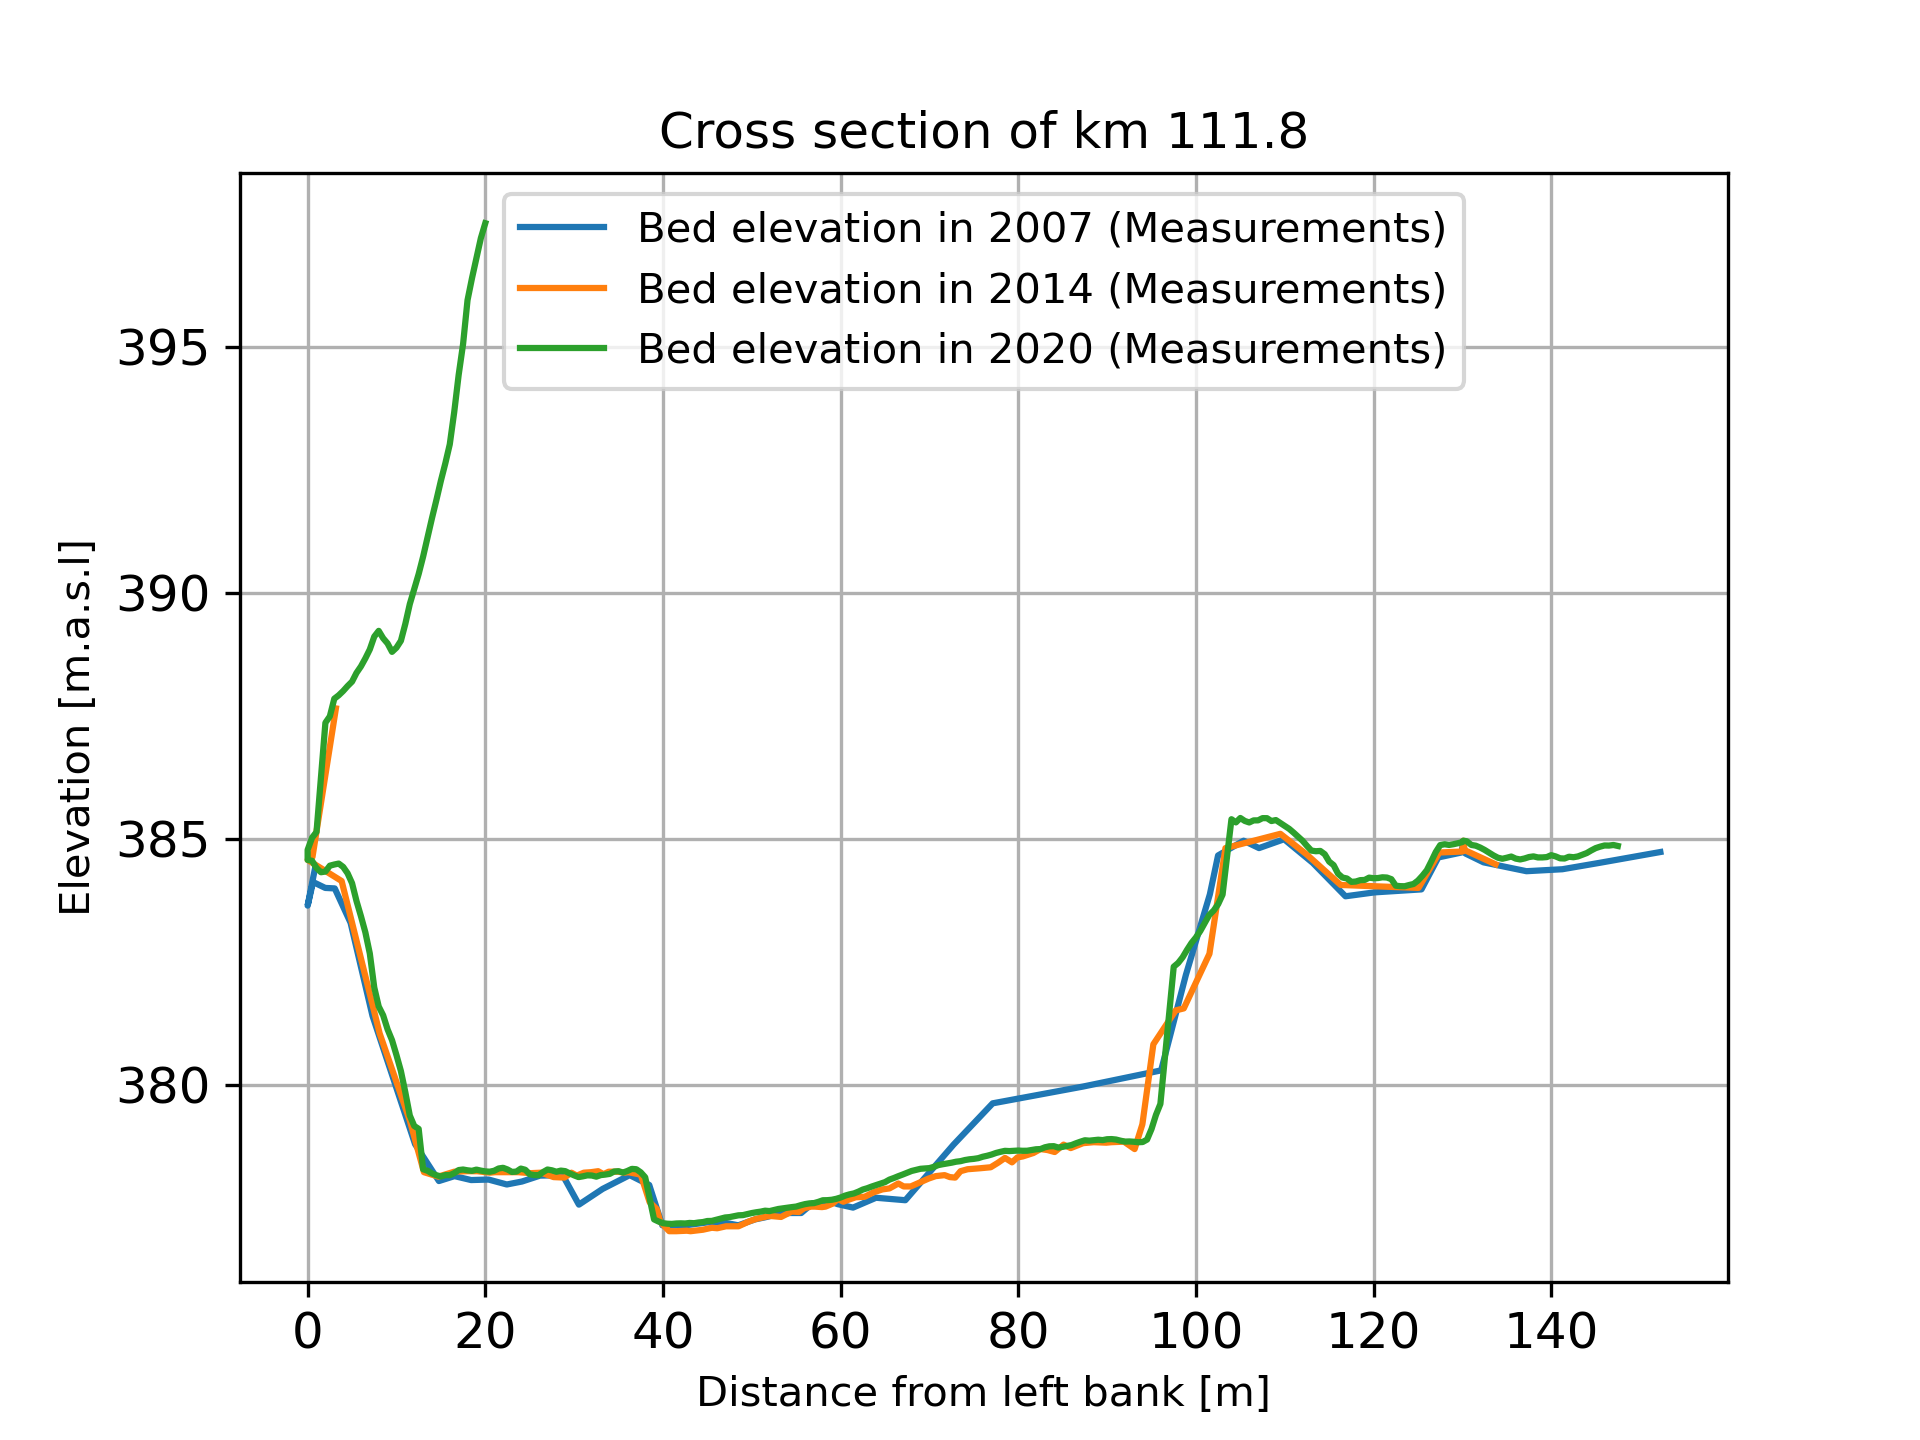 Cross section of km 111.8
Bed elevation in 2007 (Measurements)
Bed elevation in 2014 (Measurements)
Bed elevation in 2020 (Measurements)
Elevation [m.a.s.l]
395
390
385
380
0 20 40 60 80 100 120 140
Distance from left bank [m]